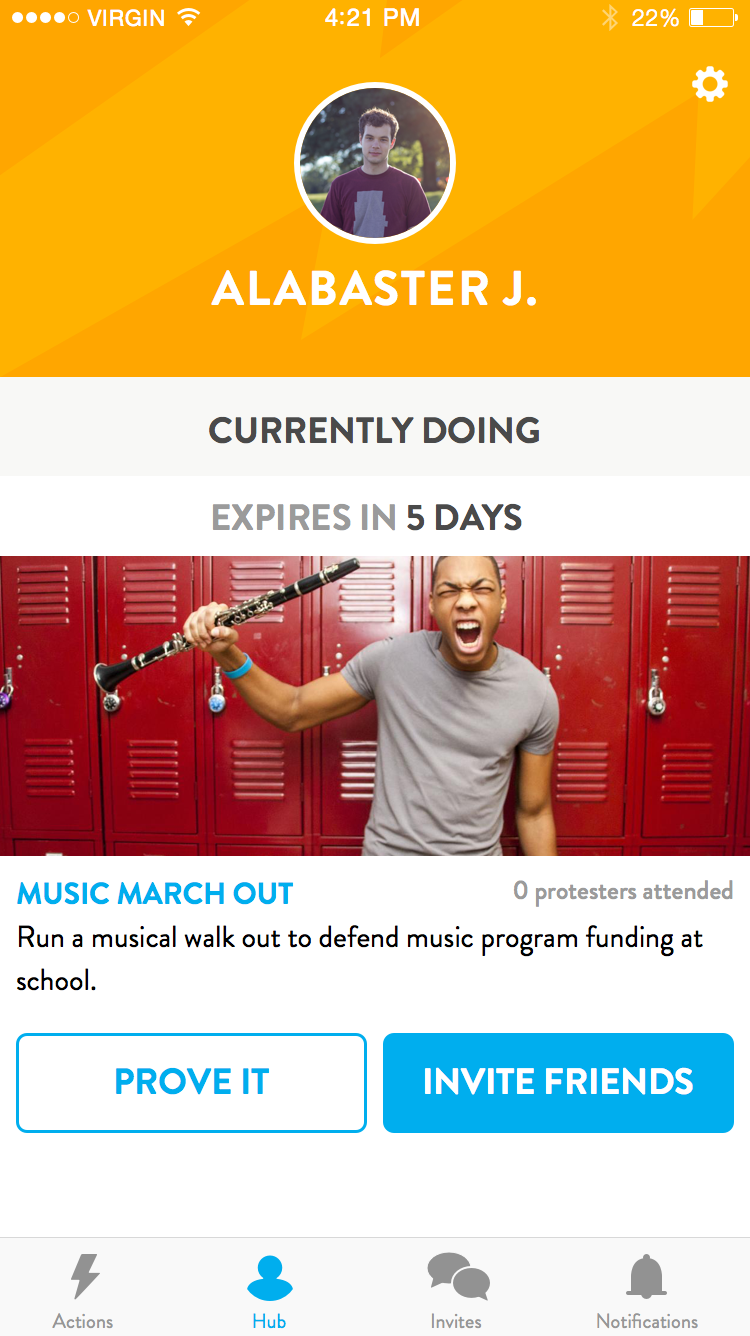 VIRGIN 4:21 PM 22%
ALABASTER J.
CURRENTLY DOING
EXPIRES IN 5 DAYS
MUSIC MARCH OUT 0 protesters attended
Run a musical walk out to defend music program funding at
school.
PROVE IT INVITE FRIENDS
Actions Hub Invites Notifications